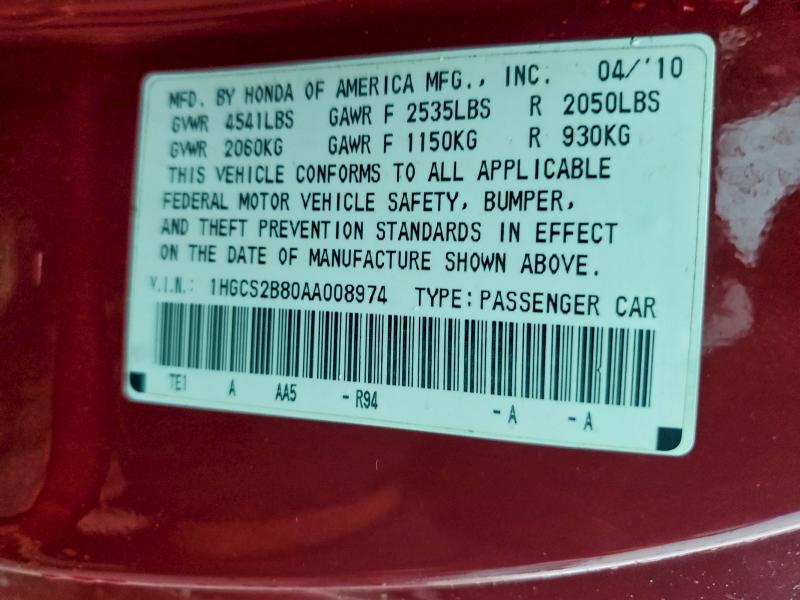 MFD. BY HONDA OF AMERICA MFG., INC. 04/'10
GVWR 4541LBS GAWR F 2535LBS R 2050LBS
GVWR 2060KG GAWR F 1150KG R 930KG
THIS VEHICLE CONFORMS TO ALL APPLICABLE
FEDERAL MOTOR VEHICLE SAFETY, BUMPER,
AND THEFT PREVENTION STANDARDS IN EFFECT
ON THE DATE OF MANUFACTURE SHOWN ABOVE.
V.I.N.: 1HGCS2B80AA008974 TYPE: PASSENGER CAR
TE1 A AA5 - R94 - A - A